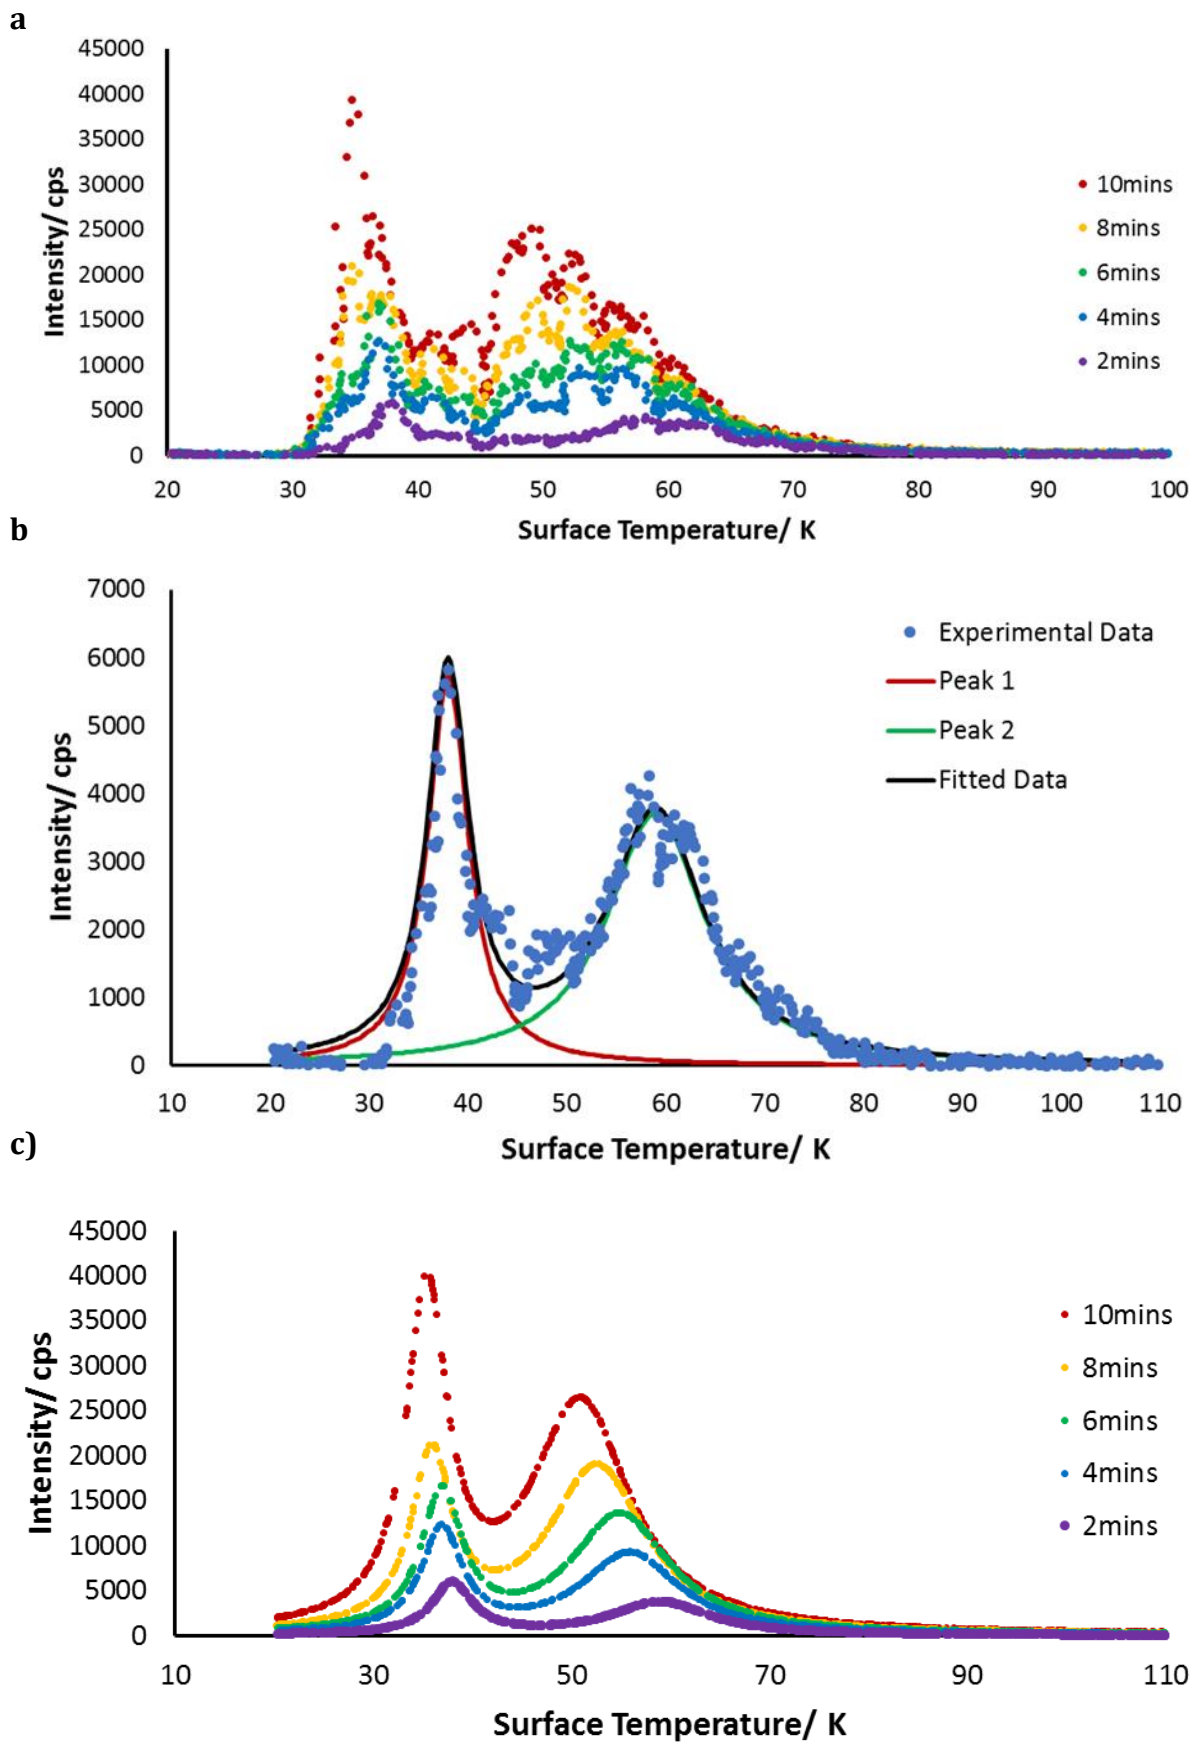 a
45000
40000
35000
30000
25000
20000
15000
10000
5000
0
Intensity/ cps
10mins
8mins
6mins
4mins
2mins
20 30 40 50 60 70 80 90 100
Surface Temperature/ K
b
7000
6000
5000
4000
3000
2000
1000
0
Intensity/ cps
Experimental Data
Peak 1
Peak 2
Fitted Data
10 20 30 40 50 60 70 80 90 100 110
Surface Temperature/ K
c)
45000
40000
35000
30000
25000
20000
15000
10000
5000
0
Intensity/ cps
10mins
8mins
6mins
4mins
2mins
10 30 50 70 90 110
Surface Temperature/ K